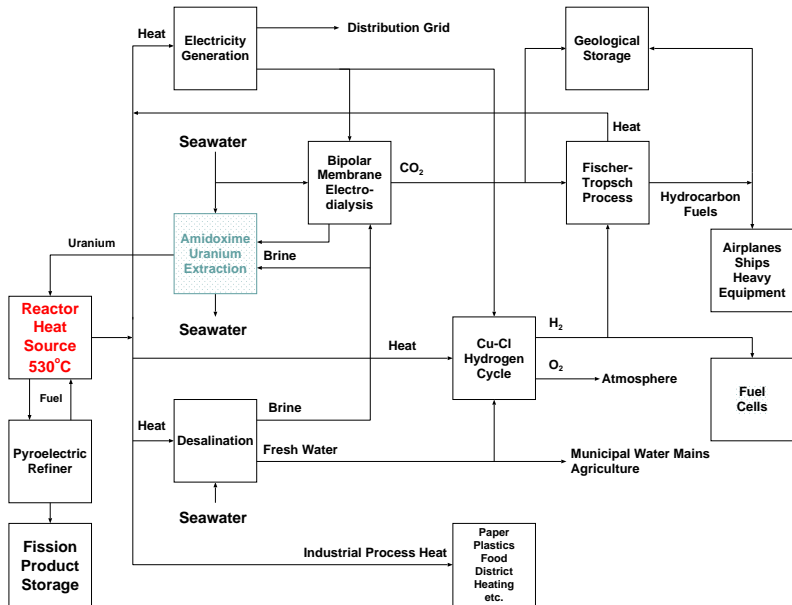 Heat
Electricity
Generation
Distribution Grid
Geological
Storage
Heat
Seawater
Bipolar
Membrane
Electro-
dialysis
CO₂
Fischer-
Tropsch
Process
Hydrocarbon
Fuels
Uranium
Amidoxime
Uranium
Extraction
Brine
Airplanes
Ships
Heavy
Equipment
Reactor
Heat
Source
530°C
Seawater
Heat
Cu-Cl
Hydrogen
Cycle
H₂
O₂
Atmosphere
Fuel
Cells
Fuel
Pyroelectric
Refiner
Heat
Desalination
Brine
Fresh Water
Municipal Water Mains
Agriculture
Seawater
Fission
Product
Storage
Industrial Process Heat
Paper
Plastics
Food
District
Heating
etc.